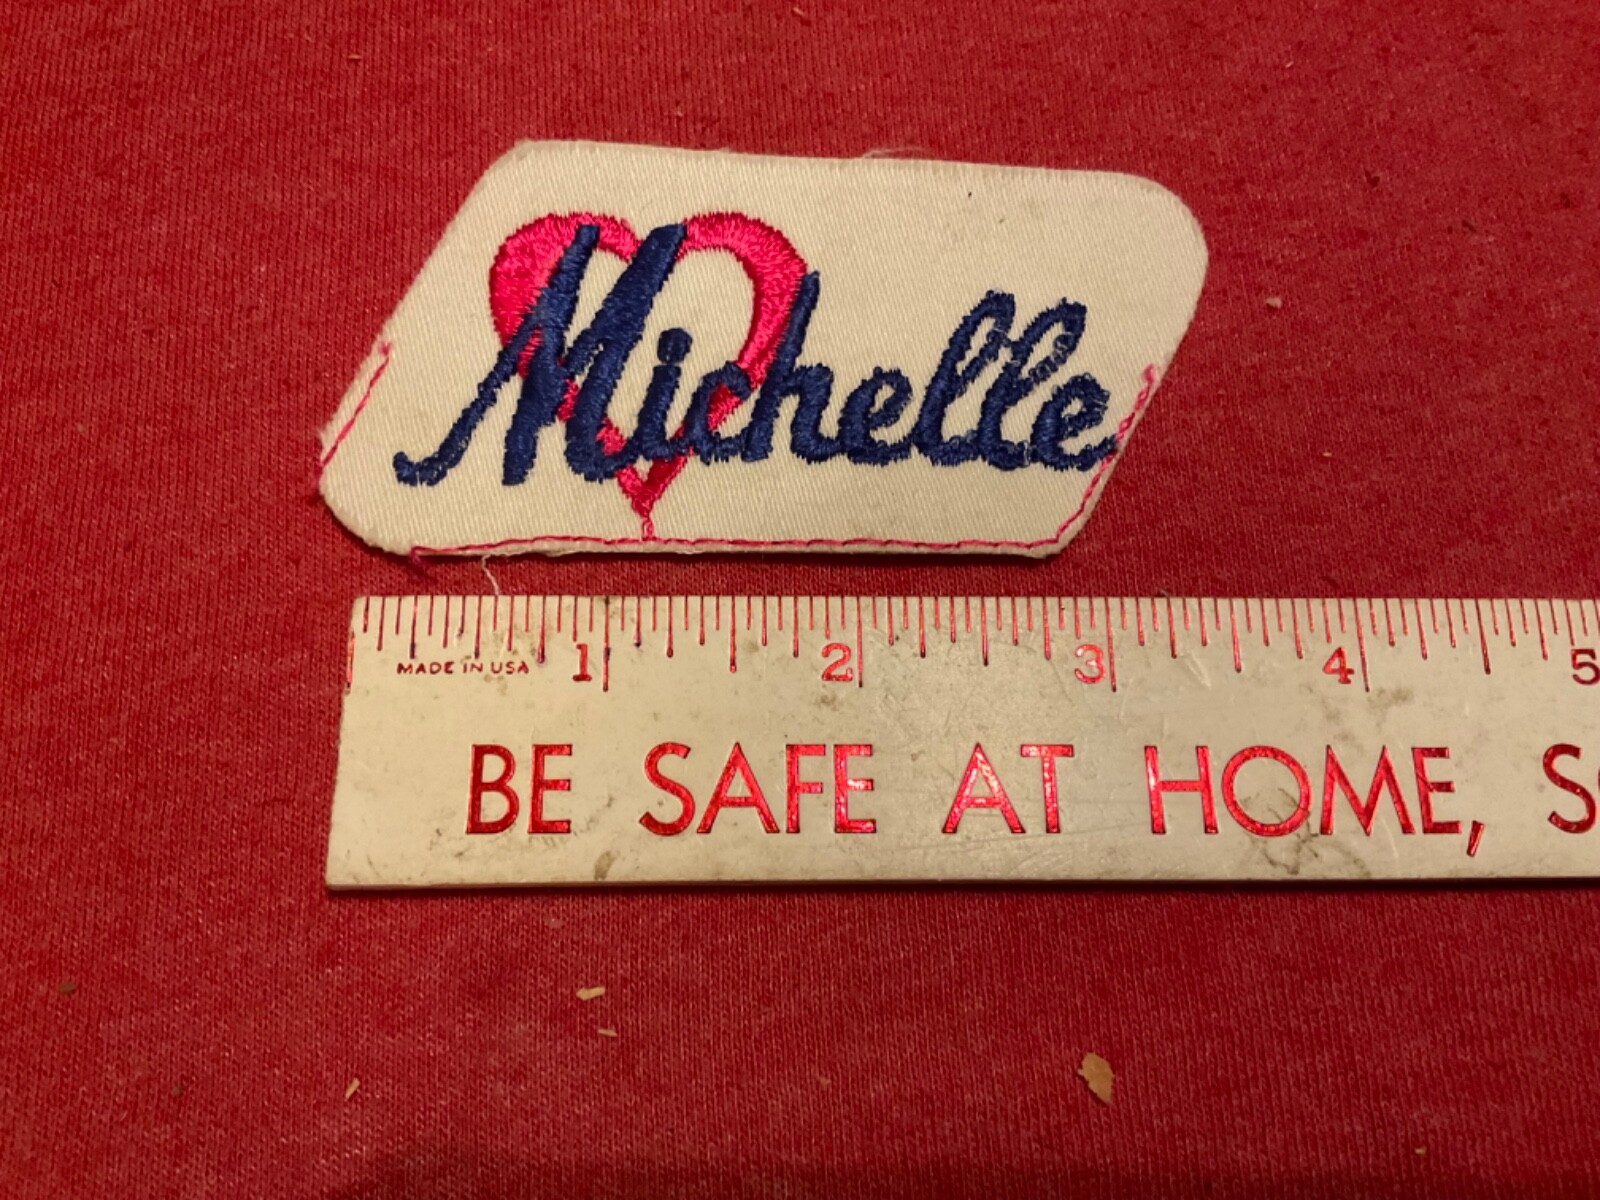 Michelle
1 2 3 4 5
MADE IN USA
BE SAFE AT HOME,